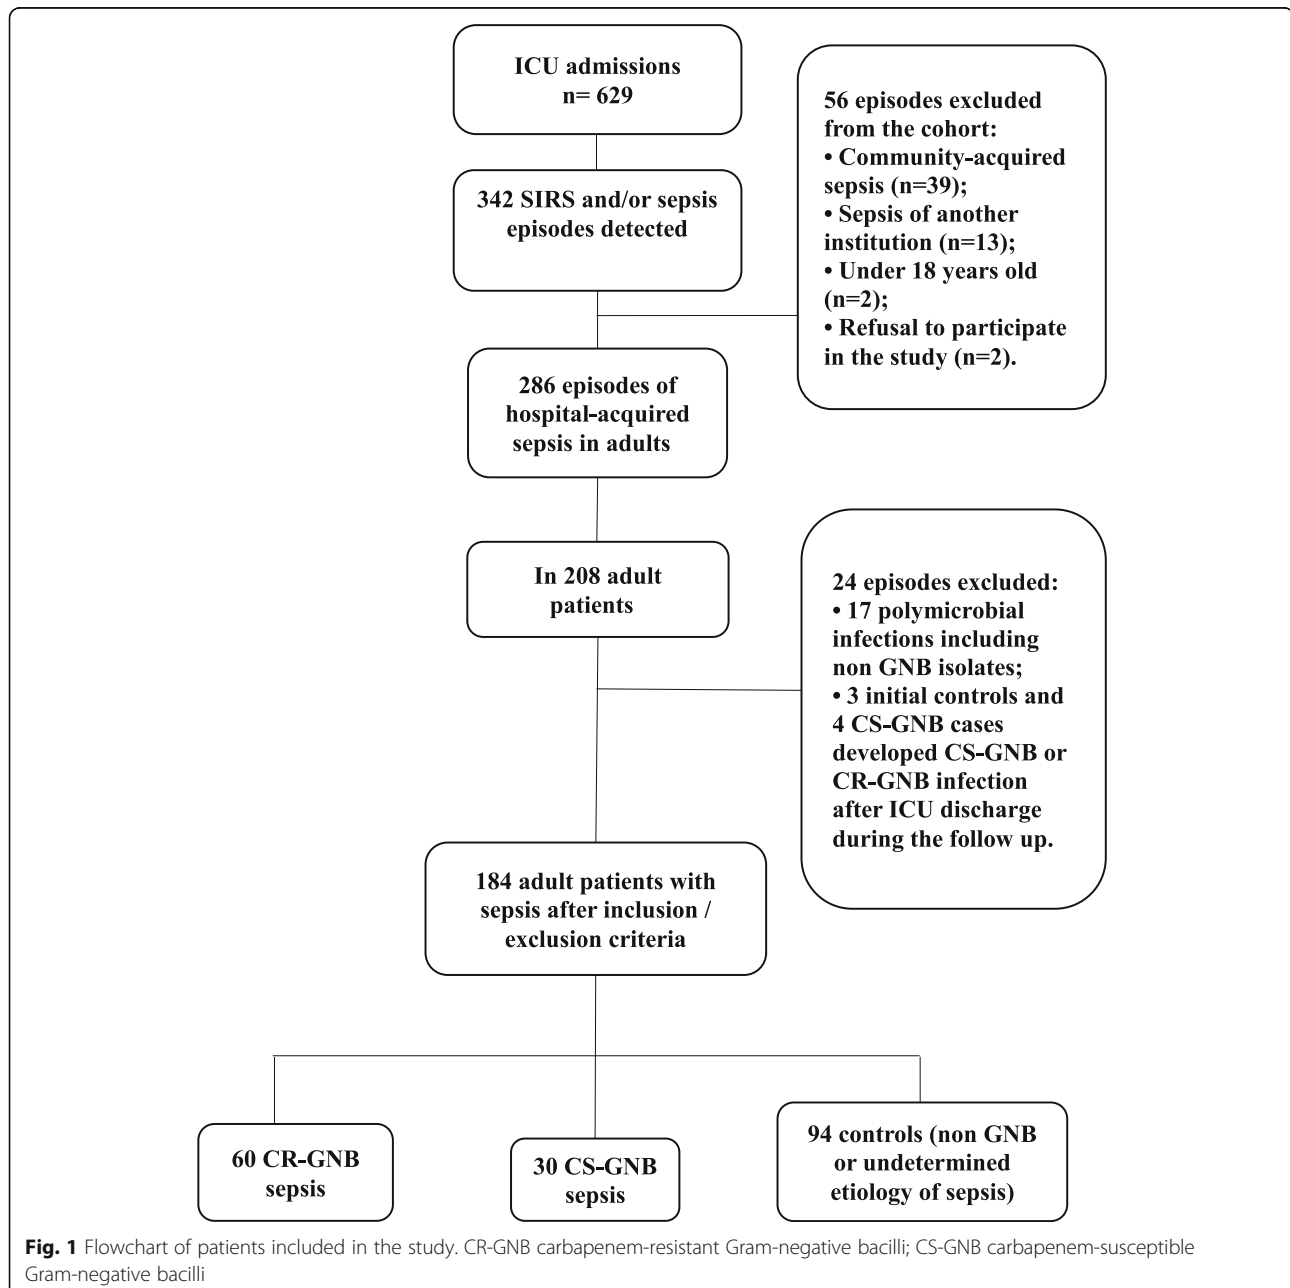 ICU admissions
n= 629
342 SIRS and/or sepsis
episodes detected
56 episodes excluded
from the cohort:
• Community-acquired
sepsis (n=39);
• Sepsis of another
institution (n=13);
• Under 18 years old
(n=2);
• Refusal to participate
in the study (n=2).
286 episodes of
hospital-acquired
sepsis in adults
In 208 adult
patients
24 episodes excluded:
• 17 polymicrobial
infections including
non GNB isolates;
• 3 initial controls and
4 CS-GNB cases
developed CS-GNB or
CR-GNB infection
after ICU discharge
during the follow up.
184 adult patients with
sepsis after inclusion /
exclusion criteria
60 CR-GNB
sepsis
30 CS-GNB
sepsis
94 controls (non GNB
or undetermined
etiology of sepsis)
Fig. 1 Flowchart of patients included in the study. CR-GNB carbapenem-resistant Gram-negative bacilli; CS-GNB carbapenem-susceptible
Gram-negative bacilli